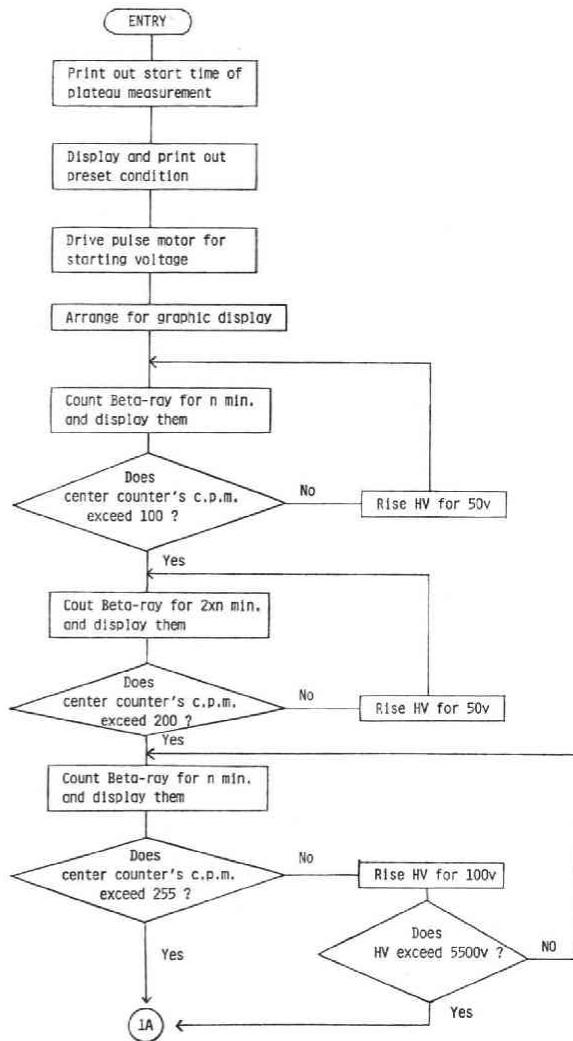 ENTRY
Print out start time of
plateau measurement
Display and print out
preset condition
Drive pulse motor for
starting voltage
Arrange for graphic display
Count Beta-ray for n min.
and display them
Does
center counter's c.p.m.
exceed 100 ?
No
Rise HV for 50v
Yes
Cout Beta-ray for 2xn min.
and display them
Does
center counter's c.p.m.
exceed 200 ?
No
Rise HV for 50v
Yes
Count Beta-ray for n min.
and display them
Does
center counter's c.p.m.
exceed 255 ?
No
Rise HV for 100v
Does
HV exceed 5500v ?
NO
Yes
Yes
1A